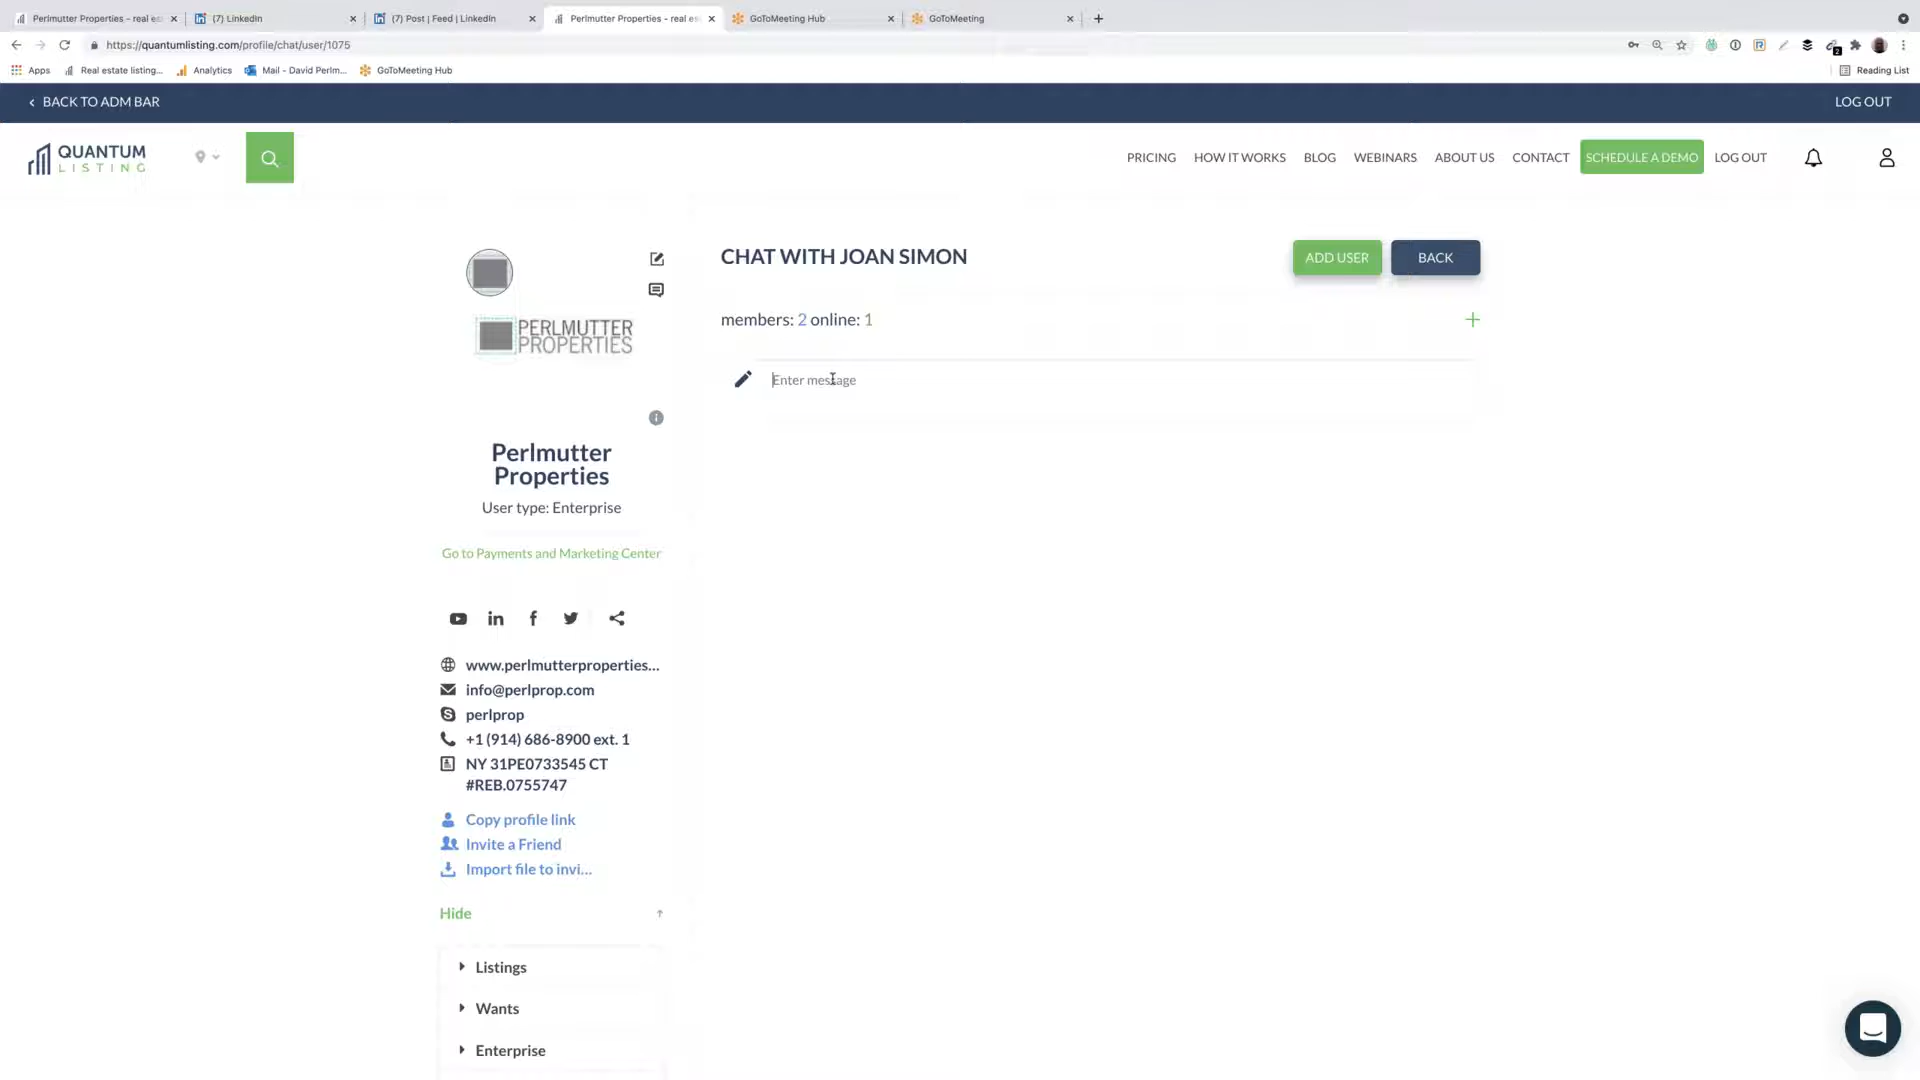 Perlmutter Properties - real es
(7) LinkedIn
(7) Post | Feed | LinkedIn
Perlmutter Properties - real es
GoToMeeting Hub
GoToMeeting
https://quantumlisting.com/profile/chat/user/1075
2
Apps
Real estate listing...
Analytics
Mail - David Perlm...
GoToMeeting Hub
Reading List
BACK TO ADM BAR
LOG OUT
QUANTUM
LISTING
PRICING
HOW IT WORKS
BLOG
WEBINARS
ABOUT US
CONTACT
SCHEDULE A DEMO
LOG OUT
CHAT WITH JOAN SIMON
ADD USER
BACK
members: 2 online: 1
Enter message
PERLMUTTER
PROPERTIES
Perlmutter
Properties
User type: Enterprise
Go to Payments and Marketing Center
www.perlmutterproperties...
info@perlprop.com
perlprop
+1 (914) 686-8900 ext. 1
NY 31PE0733545 CT
#REB.0755747
Copy profile link
Invite a Friend
Import file to invi...
Hide
Listings
Wants
Enterprise